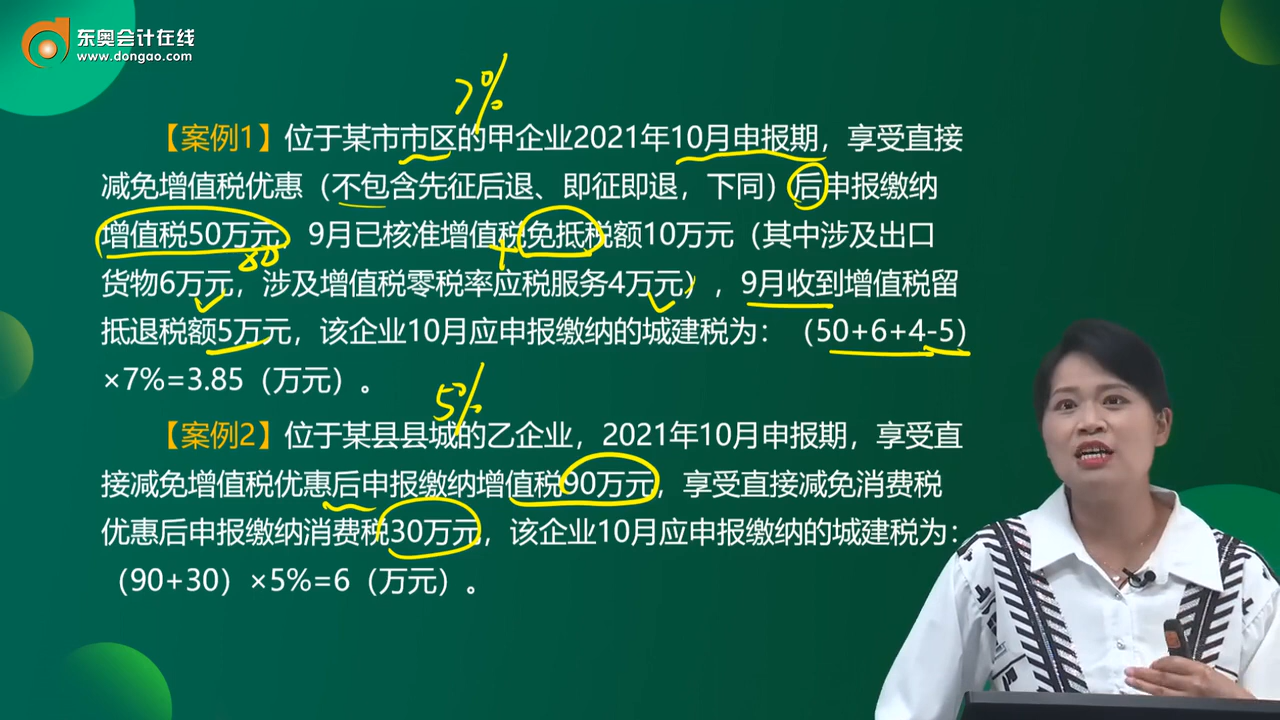 东奥会计在线
www.dongao.com
7%
【案例1】位于某市市区的甲企业2021年10月申报期，享受直接
减免增值税优惠（不包含先征后退、即征即退，下同）后申报缴纳
增值税50万元，9月已核准增值税免抵税额10万元（其中涉及出口
货物6万元，涉及增值税零税率应税服务4万元），9月收到增值税留
抵退税额5万元，该企业10月应申报缴纳的城建税为：（50+6+4-5）
×7%=3.85（万元）。
5%
【案例2】位于某县县城的乙企业，2021年10月申报期，享受直
接减免增值税优惠后申报缴纳增值税90万元，享受直接减免消费税
优惠后申报缴纳消费税30万元，该企业10月应申报缴纳的城建税为：
（90+30）×5%=6（万元）。